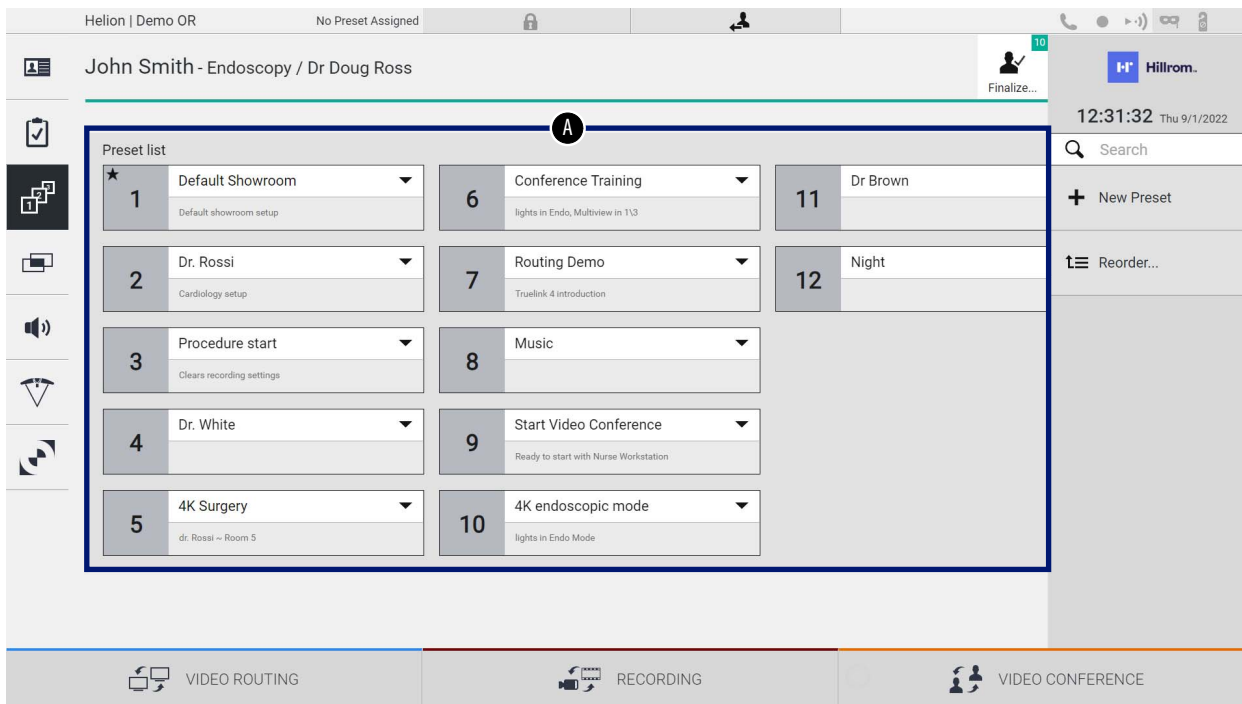 Helion | Demo OR
No Preset Assigned
John Smith - Endoscopy / Dr Doug Ross
10
Finalize...
Hillrom™
12:31:32 Thu 9/1/2022
A
Preset list
1
Default Showroom
Default showroom setup
2
Dr. Rossi
Cardiology setup
3
Procedure start
Clears recording settings
4
Dr. White
5
4K Surgery
dr. Rossi ~ Room 5
6
Conference Training
lights in Endo, Multiview in 1\3
7
Routing Demo
Truelink 4 introduction
8
Music
9
Start Video Conference
Ready to start with Nurse Workstation
10
4K endoscopic mode
lights in Endo Mode
11
Dr Brown
12
Night
Search
New Preset
Reorder...
VIDEO ROUTING
RECORDING
VIDEO CONFERENCE